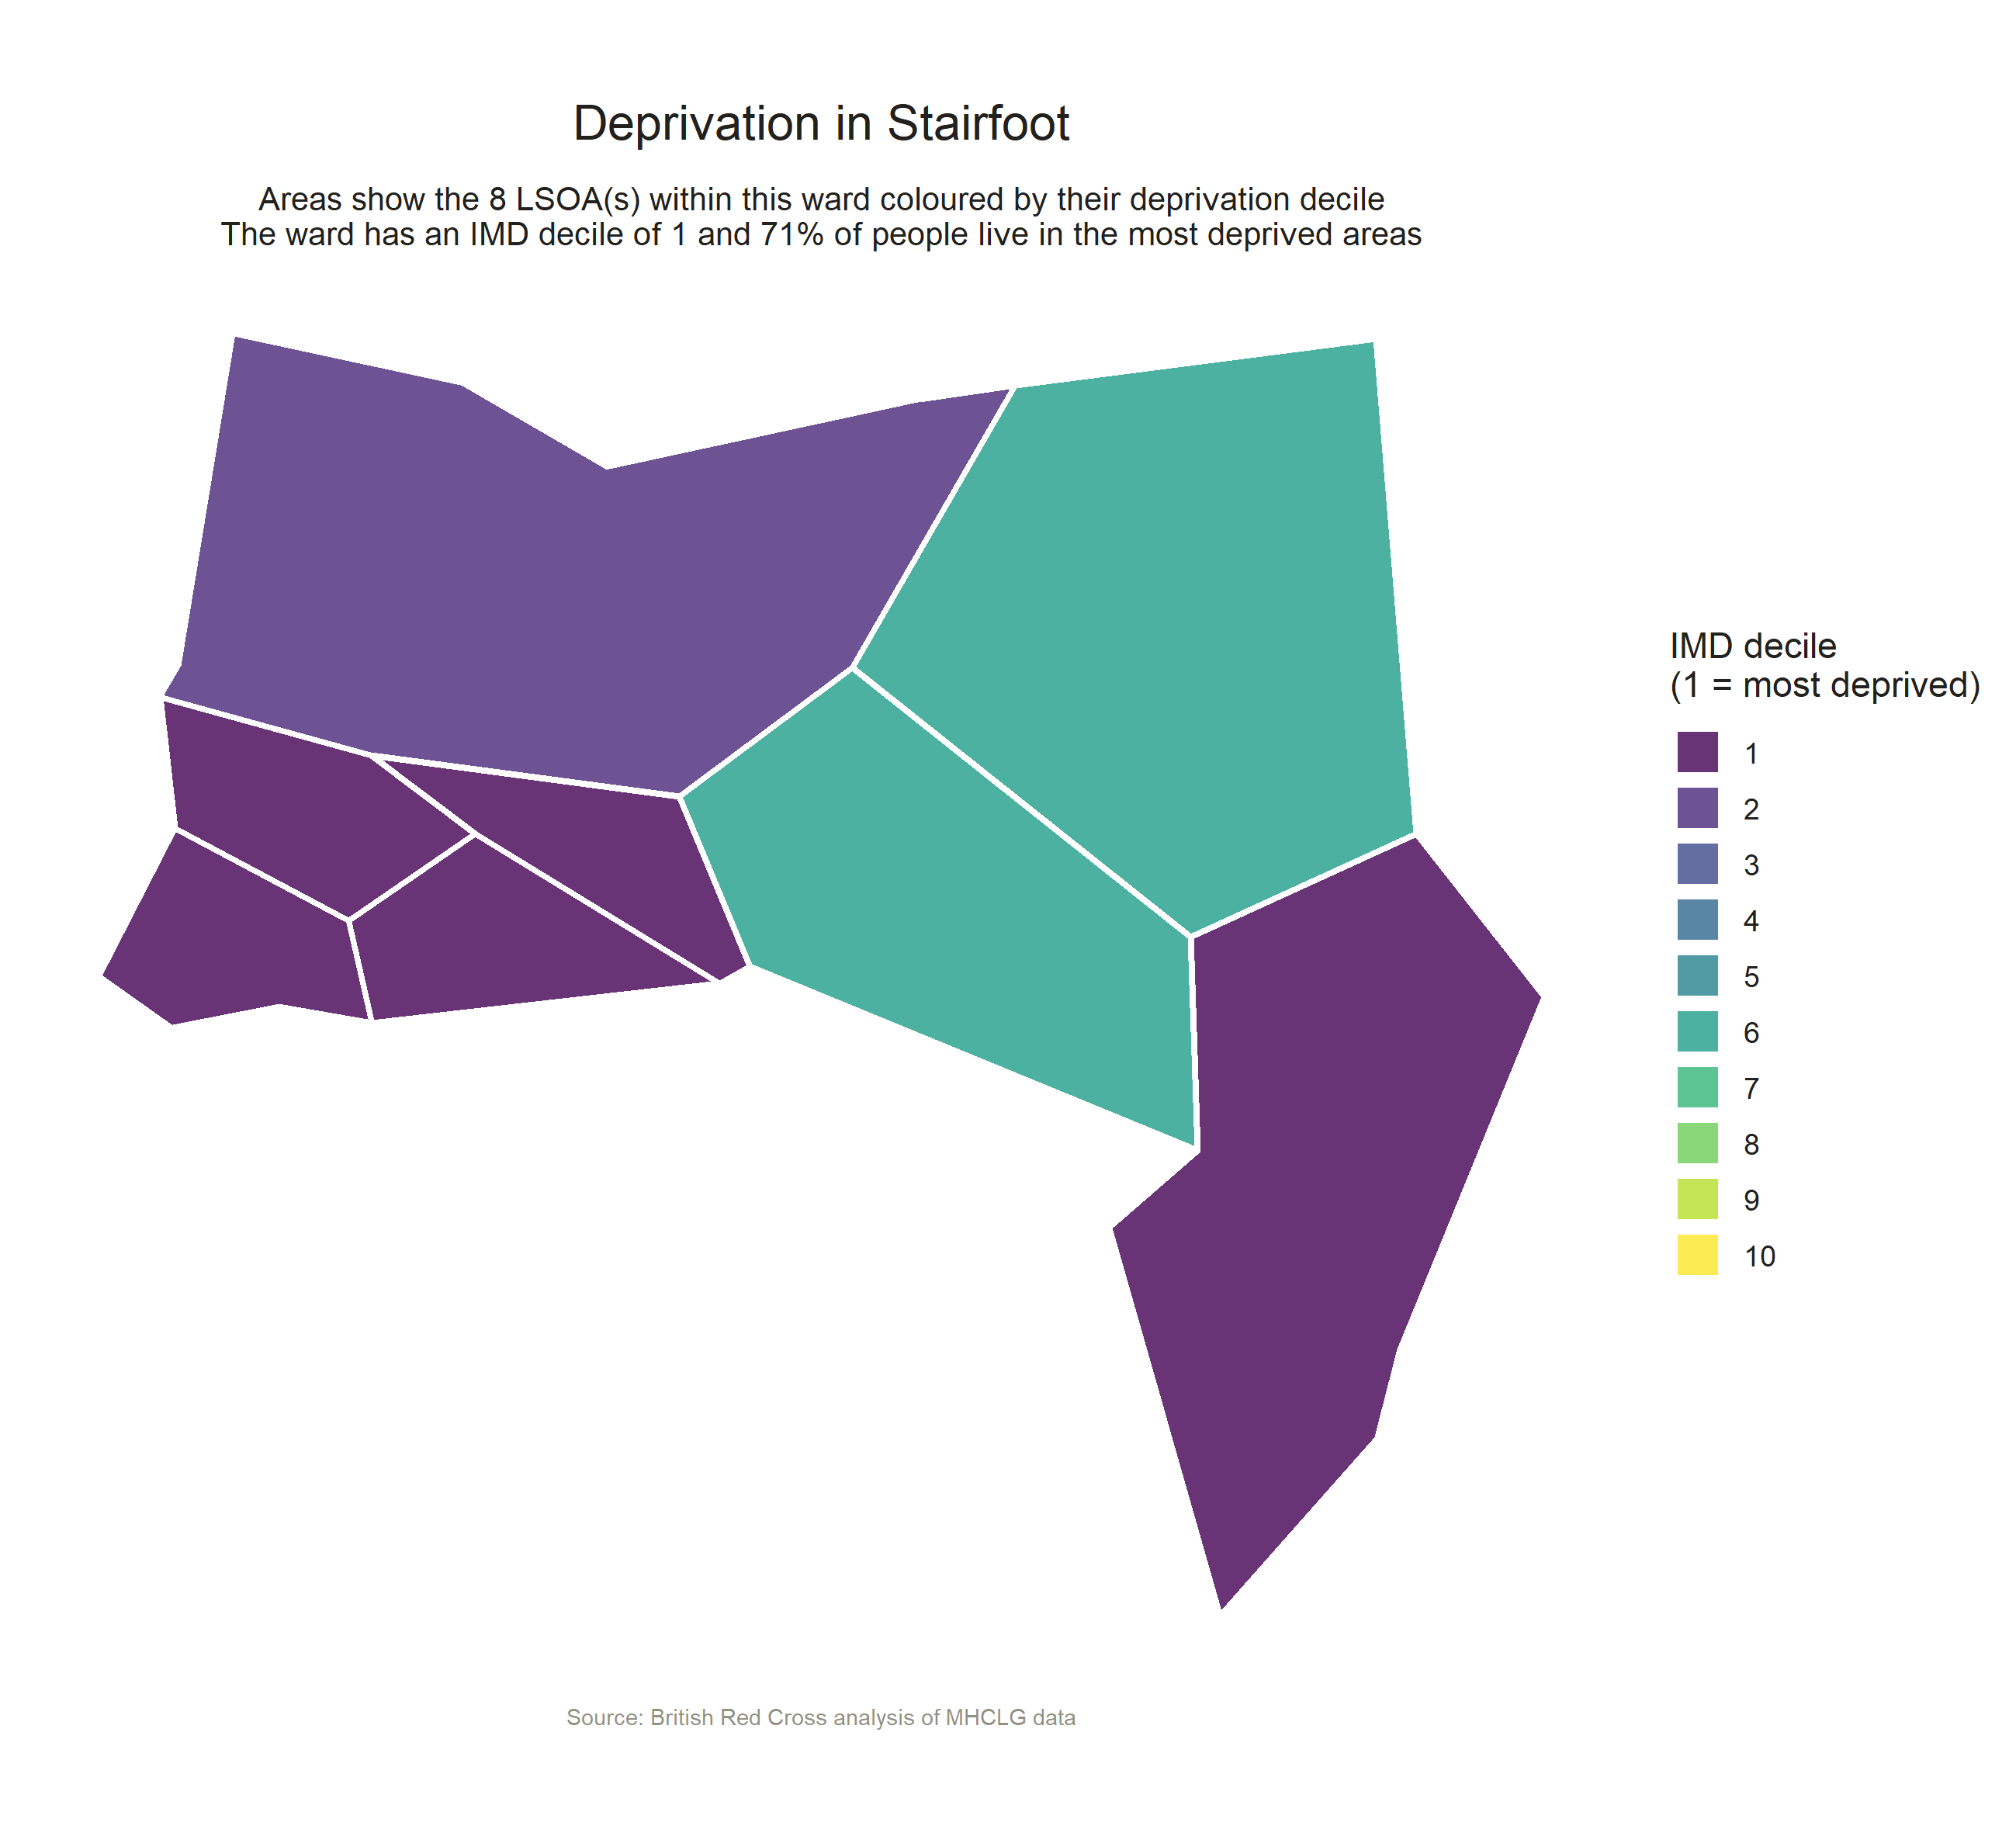 Deprivation in Stairfoot
Areas show the 8 LSOA(s) within this ward coloured by their deprivation decile
The ward has an IMD decile of 1 and 71% of people live in the most deprived areas
IMD decile
(1 = most deprived)
1
2
3
4
5
6
7
8
9
10
Source: British Red Cross analysis of MHCLG data